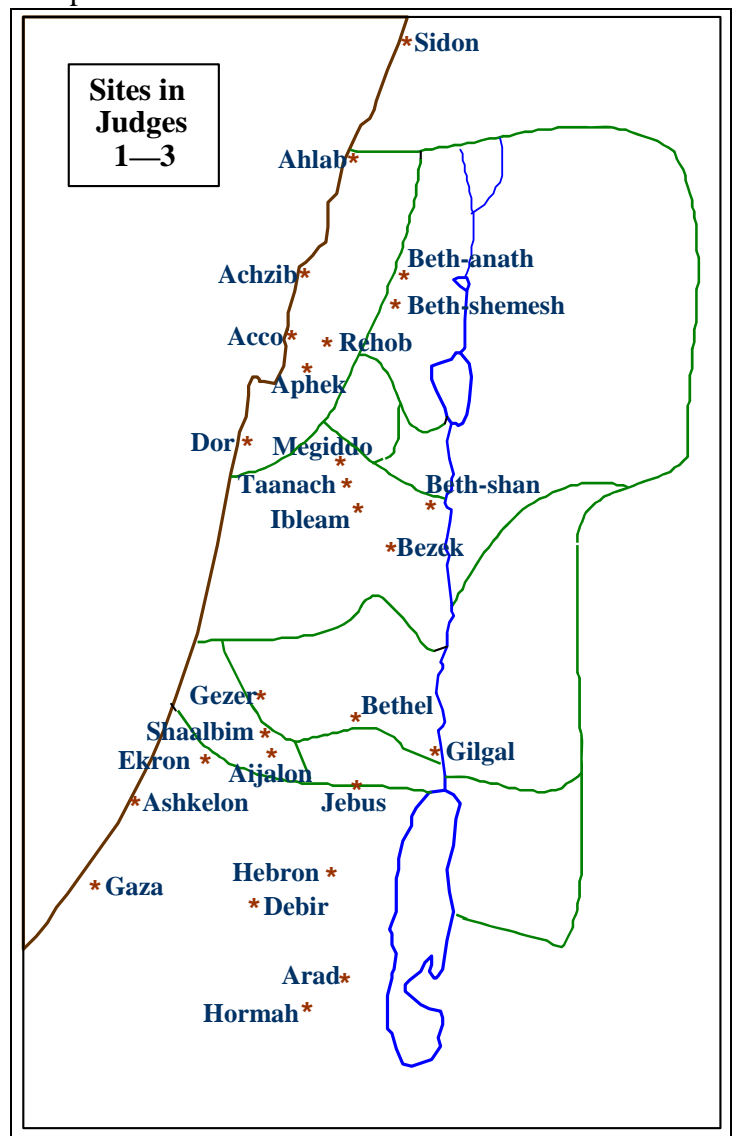 Sidon
Sites in
Judges
1—3
Ahlab*
Beth-anath
Achzib*
Beth-shemesh
Acco*
* Rehob
Aphek
Dor *
Megiddo
Taanach *
Beth-shan
Ibleam *
*Bezek
Gezer*
Bethel
Shaalbim *
Gilgal
Ekron *
Aijalon
*Ashkelon
Jebus
Hebron *
* Gaza
* Debir
Arad*
Hormah *